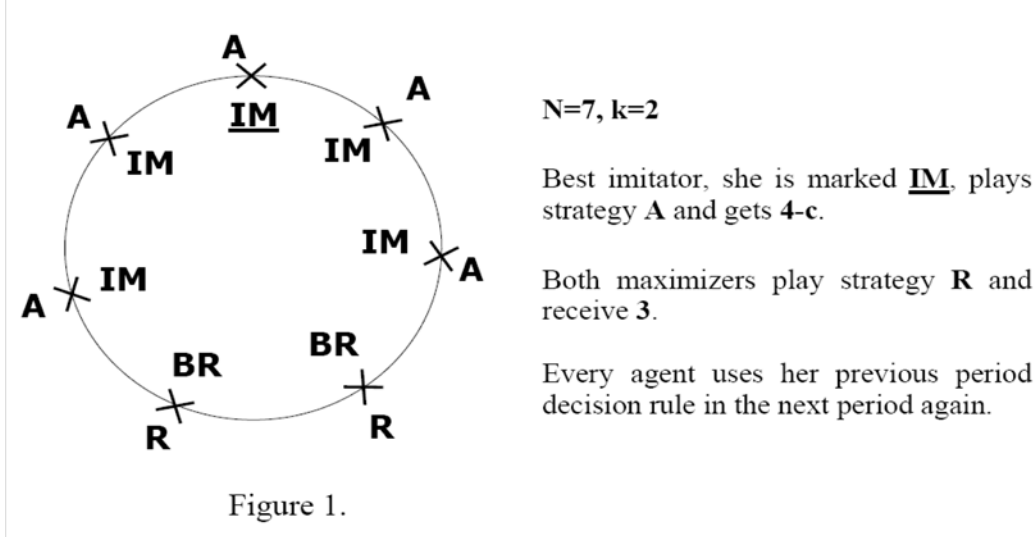 A
A
A
IM
IM
IM
N=7, k=2
Best imitator, she is marked IM, plays
strategy A and gets 4-c.
IM
A
IM
A
Both maximizers play strategy R and
receive 3.
BR
BR
R
R
Every agent uses her previous period
decision rule in the next period again.
Figure 1.